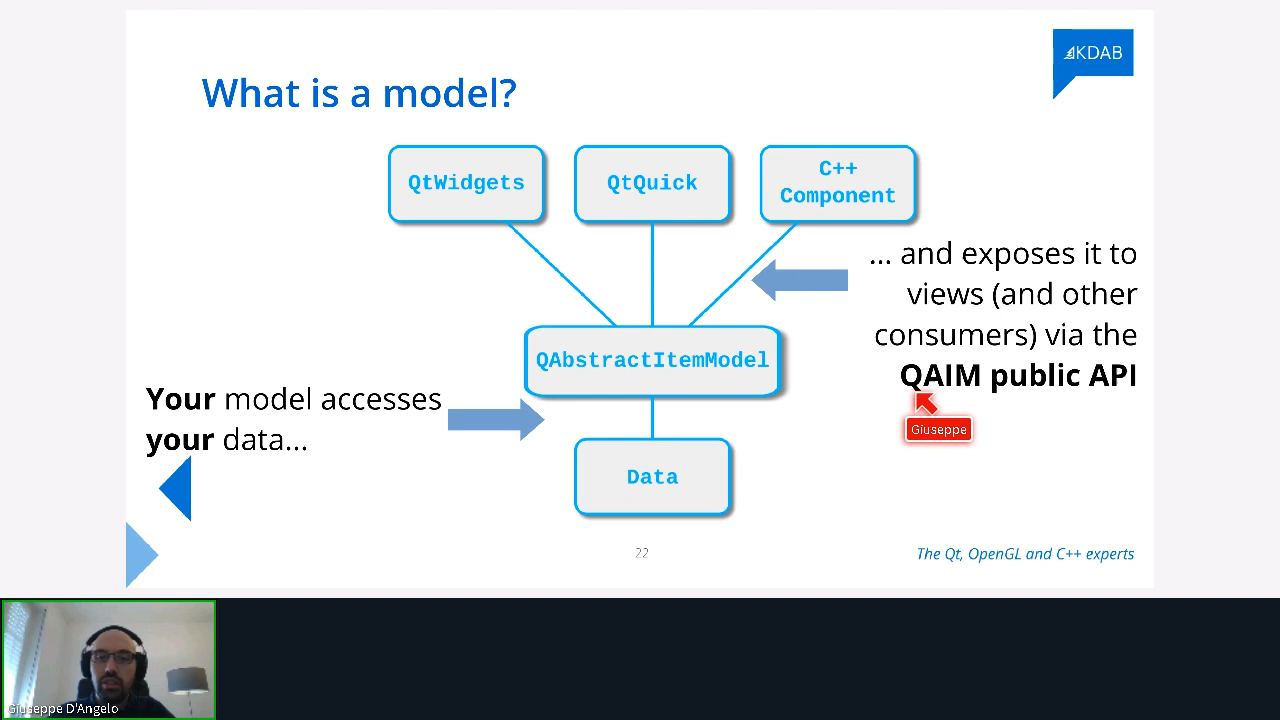 KDAB
What is a model?
QtWidgets
QtQuick
C++
Component
... and exposes it to
views (and other
consumers) via the
QAIM public API
QAbstractItemModel
Your model accesses
your data...
Giuseppe
Data
22
The Qt, OpenGL and C++ experts
Giuseppe D'Angelo